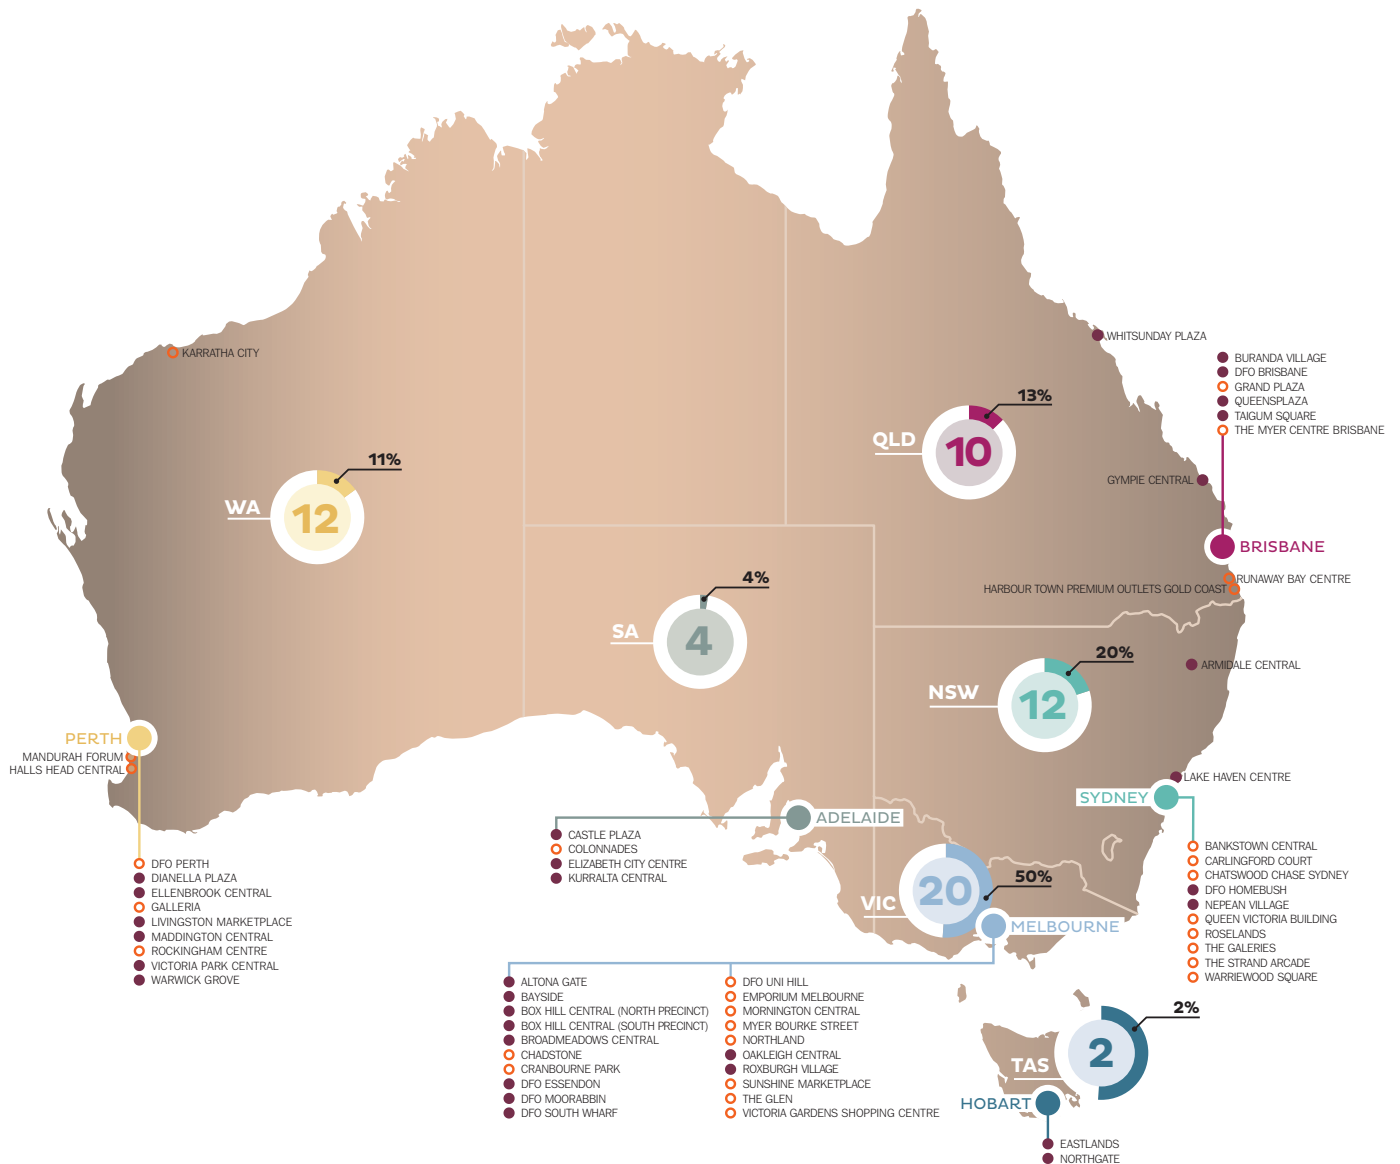 WHITSUNDAY PLAZA
KARRATHA CITY
BURANDA VILLAGE
DFO BRISBANE
GRAND PLAZA
QUEENSPLAZA
TAIGUM SQUARE
THE MYER CENTRE BRISBANE
13%
QLD
10
11%
WA
12
GYMPIE CENTRAL
BRISBANE
RUNAWAY BAY CENTRE
HARBOUR TOWN PREMIUM OUTLETS GOLD COAST
4%
SA
4
20%
NSW
12
ARMIDALE CENTRAL
PERTH
MANDURAH FORUM
HALLS HEAD CENTRAL
LAKE HAVEN CENTRE
SYDNEY
ADELAIDE
CASTLE PLAZA
COLONNADES
ELIZABETH CITY CENTRE
KURRALTA CENTRAL
DFO PERTH
DIANELLA PLAZA
ELLENBROOK CENTRAL
GALLERIA
LIVINGSTON MARKETPLACE
MADDINGTON CENTRAL
ROCKINGHAM CENTRE
VICTORIA PARK CENTRAL
WARWICK GROVE
BANKSTOWN CENTRAL
CARLINGFORD COURT
CHATSWOOD CHASE SYDNEY
DFO HOMEBUSH
NEPEAN VILLAGE
QUEEN VICTORIA BUILDING
ROSELANDS
THE GALERIES
THE STRAND ARCADE
WARRIEWOOD SQUARE
50%
VIC
20
MELBOURNE
ALTONA GATE
BAYSIDE
BOX HILL CENTRAL (NORTH PRECINCT)
BOX HILL CENTRAL (SOUTH PRECINCT)
BROADMEADOWS CENTRAL
CHADSTONE
CRANBOURNE PARK
DFO ESSENDON
DFO MOORABBIN
DFO SOUTH WHARF
DFO UNI HILL
EMPORIUM MELBOURNE
MORNINGTON CENTRAL
MYER BOURKE STREET
NORTHLAND
OAKLEIGH CENTRAL
ROXBURGH VILLAGE
SUNSHINE MARKETPLACE
THE GLEN
VICTORIA GARDENS SHOPPING CENTRE
2%
TAS
2
HOBART
EASTLANDS
NORTHGATE